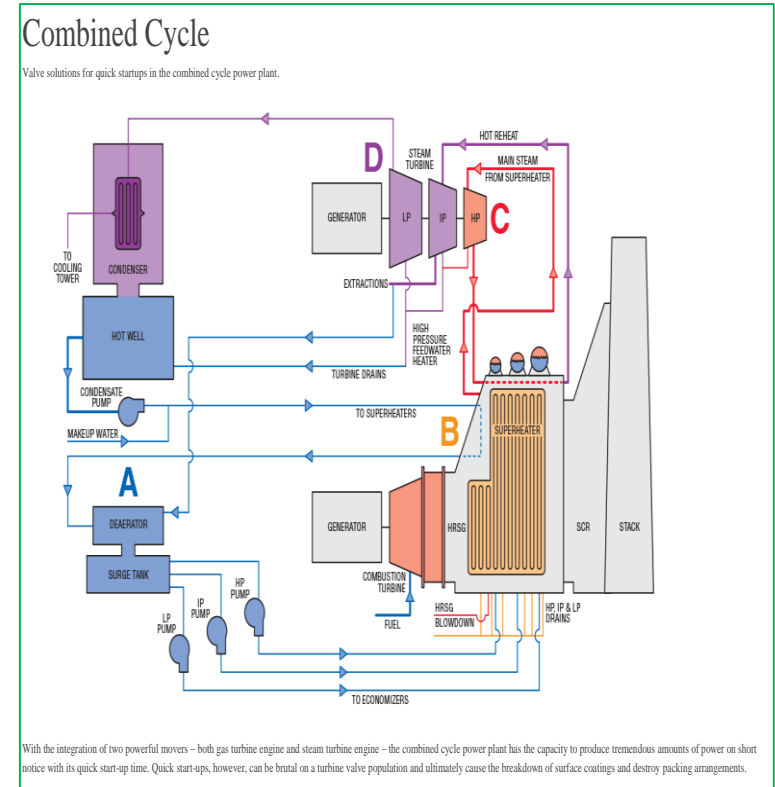 Combined Cycle
Valve solutions for quick startups in the combined cycle power plant.
HOT REHEAT
D
STEAM
TURBINE
MAIN STEAM
FROM SUPERHEATER
GENERATOR
LP
IP
HP
C
TO
COOLING
TOWER
CONDENSER
EXTRACTIONS
HOT WELL
HIGH
PRESSURE
FEEDWATER
HEATER
TURBINE DRAINS
CONDENSATE
PUMP
TO SUPERHEATERS
MAKEUP WATER
B
SUPERHEATER
A
DEAERATOR
GENERATOR
HRSG
SCR
STACK
SURGE TANK
COMBUSTION
TURBINE
HP
PUMP
IP
PUMP
LP
PUMP
FUEL
HRSG
BLOWDOWN
HP, IP & LP
DRAINS
TO ECONOMIZERS
With the integration of two powerful movers – both gas turbine engine and steam turbine engine – the combined cycle power plant has the capacity to produce tremendous amounts of power on short
notice with its quick start-up time. Quick start-ups, however, can be brutal on a turbine valve population and ultimately cause the breakdown of surface coatings and destroy packing arrangements.